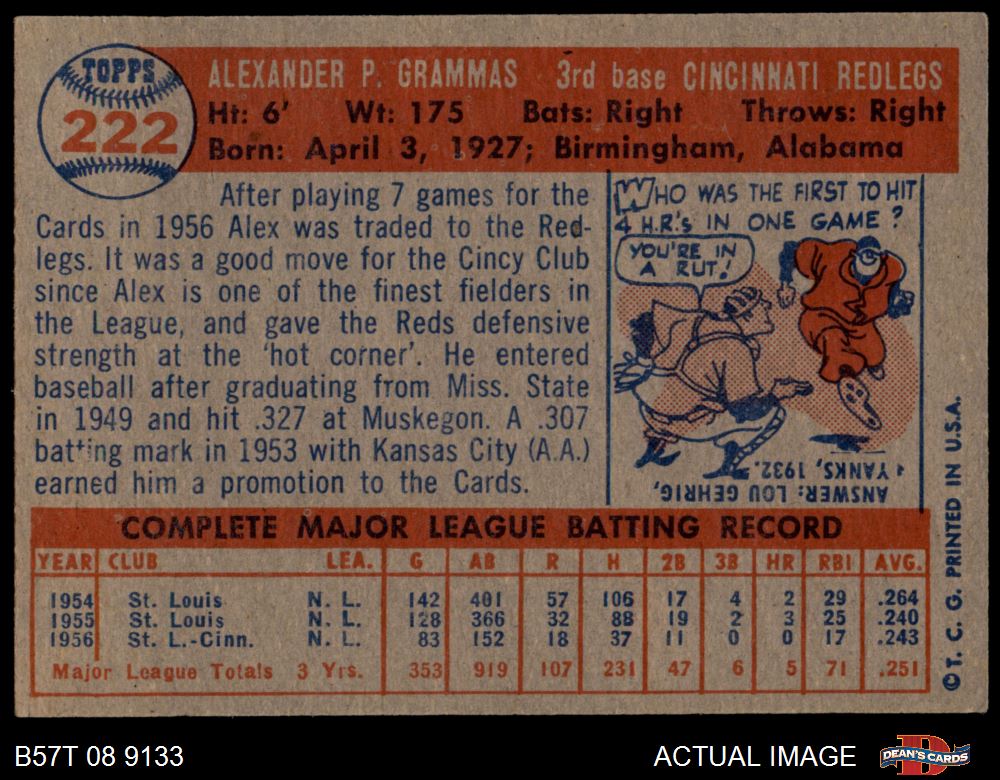 TOPPS
222
ALEXANDER P. GRAMMAS 3rd base CINCINNATI REDLEGS
Ht: 6' Wt: 175 Bats: Right Throws: Right
Born: April 3, 1927; Birmingham, Alabama
After playing 7 games for the
Cards in 1956 Alex was traded to the Red-
legs. It was a good move for the Cincy Club
since Alex is one of the finest fielders in
the League, and gave the Reds defensive
strength at the 'hot corner'. He entered
baseball after graduating from Miss. State
in 1949 and hit .327 at Muskegon. A .307
batting mark in 1953 with Kansas City (A.A.)
earned him a promotion to the Cards.
WHO WAS THE FIRST TO HIT
4 H.R.'s IN ONE GAME?
YOU'RE IN
A RUT!
ANSWER: LOU GEHRIG,
YANKS, 1932.
COMPLETE MAJOR LEAGUE BATTING RECORD
YEAR CLUB LEA. G AB R H 2B 3B HR RBI AVG.
1954 St. Louis N. L. 142 401 57 106 17 4 2 29 .264
1955 St. Louis N. L. 128 366 32 88 19 2 3 25 .240
1956 St. L.-Cinn. N. L. 83 152 18 37 11 0 0 17 .243
Major League Totals 3 Yrs. 353 919 107 231 47 6 5 71 .251
©T. C. G. PRINTED IN U.S.A.
B57T 08 9133
ACTUAL IMAGE
D
DEAN'S CARDS